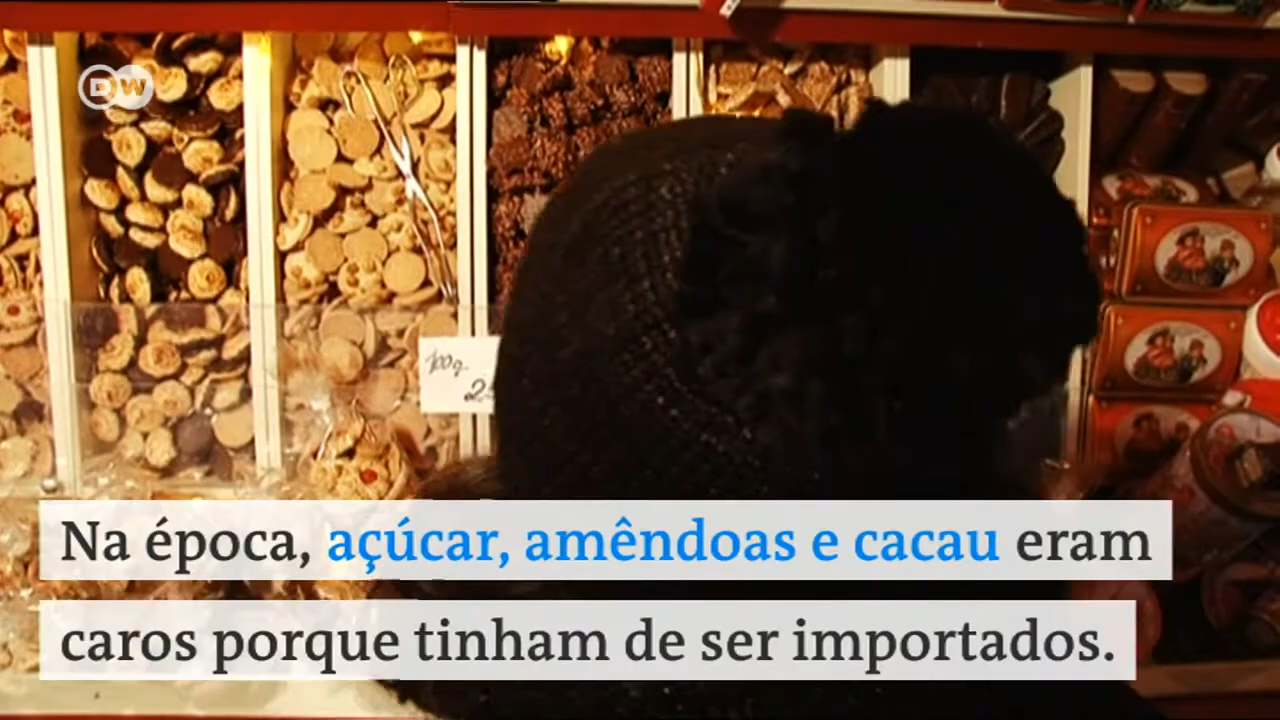 DW
100g
Na época, açúcar, amêndoas e cacau eram
caros porque tinham de ser importados.